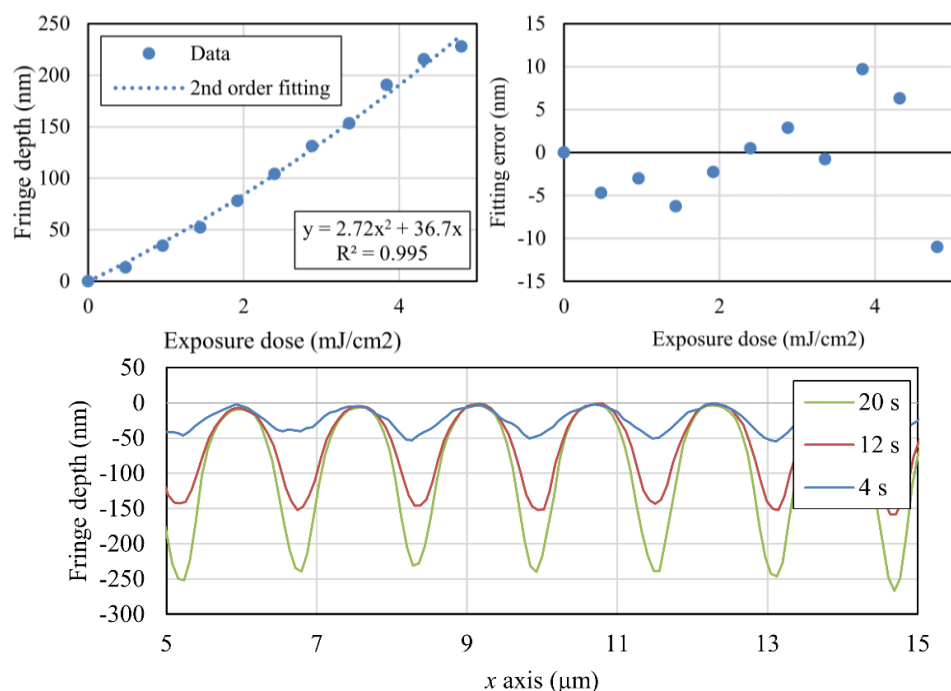 250
200
150
100
50
0
Fringe depth (nm)
Data
2nd order fitting
y = 2.72x² + 36.7x
R² = 0.995
0 2 4
Exposure dose (mJ/cm2)
15
10
5
0
-5
-10
-15
Fitting error (nm)
0 2 4
Exposure dose (mJ/cm2)
50
0
-50
-100
-150
-200
-250
-300
Fringe depth (nm)
20 s
12 s
4 s
5 7 9 11 13 15
x axis (μm)